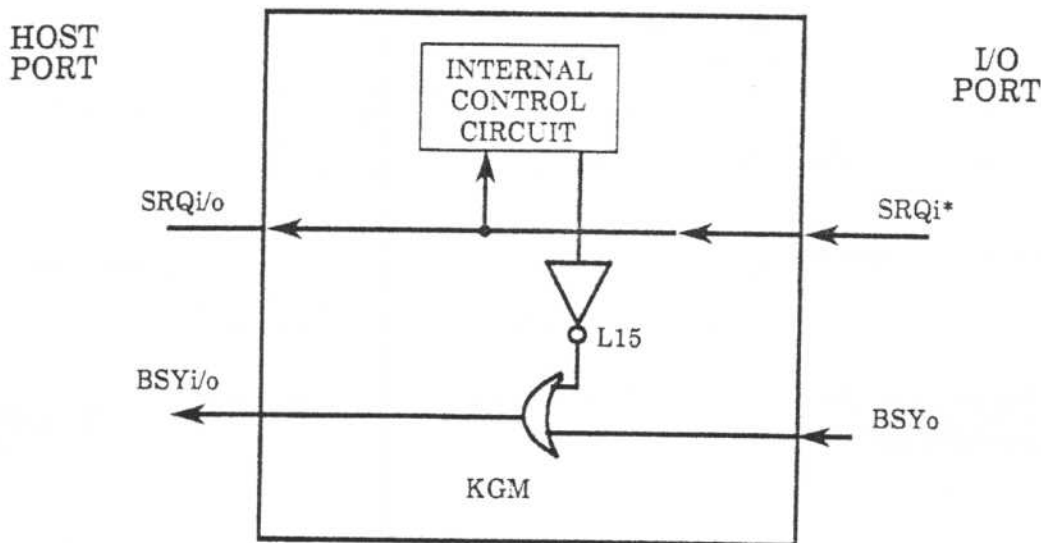 HOST
PORT
INTERNAL
CONTROL
CIRCUIT
I/O
PORT
SRQi/o
SRQi*
L15
BSYi/o
BSYo
KGM